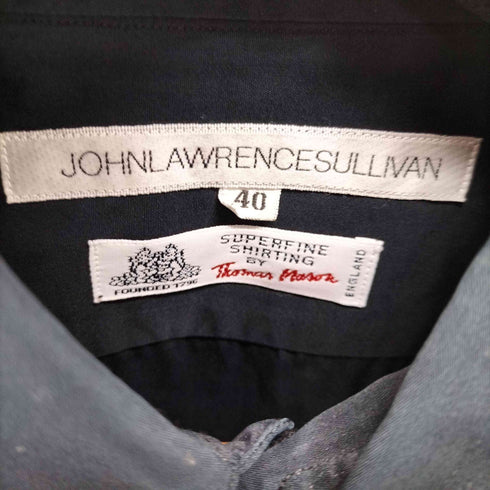 JOHNLAWRENCESULLIVAN
40
SUPERFINE
SHIRTING
BY
Thomas Mason
FOUNDED 1796
ENGLAND